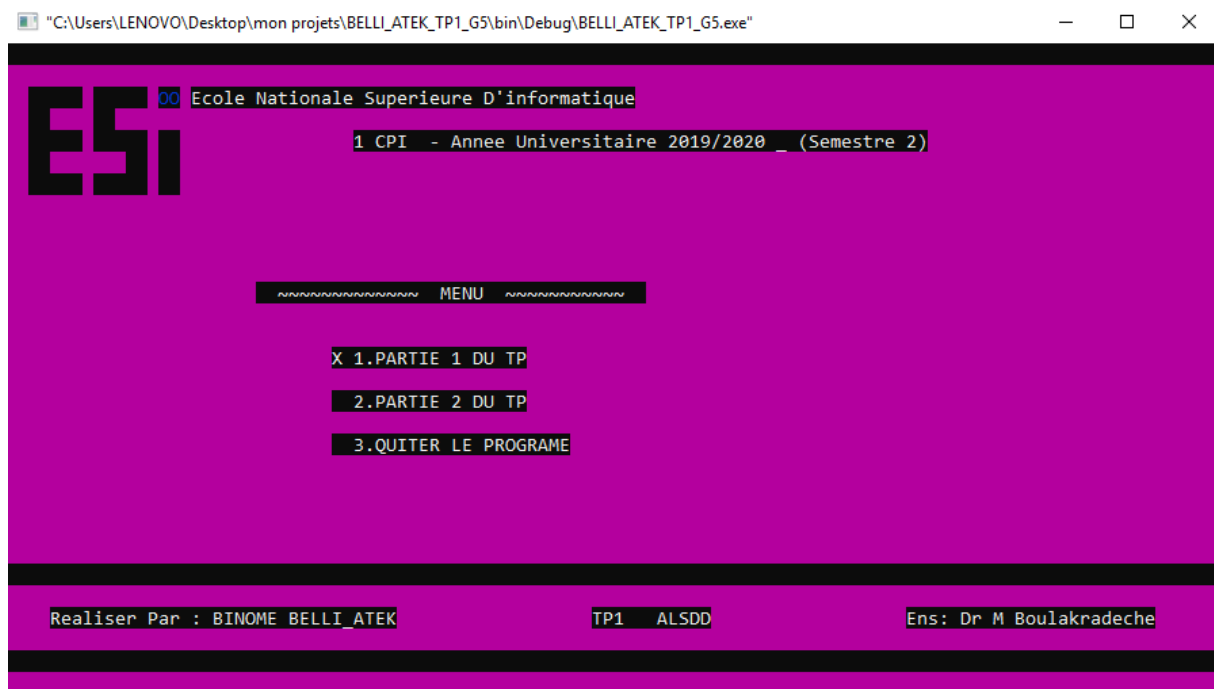 "C:\Users\LENOVO\Desktop\mon projets\BELLI_ATEK_TP1_G5\bin\Debug\BELLI_ATEK_TP1_G5.exe"
ESi
OO Ecole Nationale Superieure D'informatique
1 CPI  - Annee Universitaire 2019/2020 _ (Semestre 2)
~~~~~~~~~~~~~  MENU  ~~~~~~~~~~~
X 1.PARTIE 1 DU TP
2.PARTIE 2 DU TP
3.QUITER LE PROGRAME
Realiser Par : BINOME BELLI_ATEK TP1   ALSDD Ens: Dr M Boulakradeche